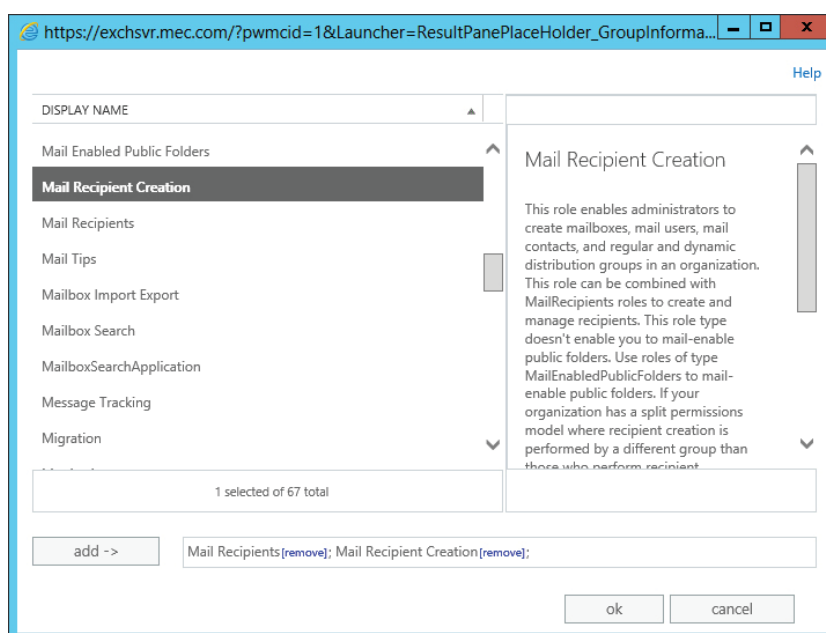 https://exchsvr.mec.com/?pwmcid=1&Launcher=ResultPanePlaceHolder_GroupInforma...
Help
DISPLAY NAME
Mail Enabled Public Folders
Mail Recipient Creation
Mail Recipients
Mail Tips
Mailbox Import Export
Mailbox Search
MailboxSearchApplication
Message Tracking
Migration
1 selected of 67 total
Mail Recipient Creation
This role enables administrators to
create mailboxes, mail users, mail
contacts, and regular and dynamic
distribution groups in an organization.
This role can be combined with
MailRecipients roles to create and
manage recipients. This role type
doesn't enable you to mail-enable
public folders. Use roles of type
MailEnabledPublicFolders to mail-
enable public folders. If your
organization has a split permissions
model where recipient creation is
performed by a different group than
those who perform recipient
add ->
Mail Recipients[remove]; Mail Recipient Creation[remove];
ok
cancel